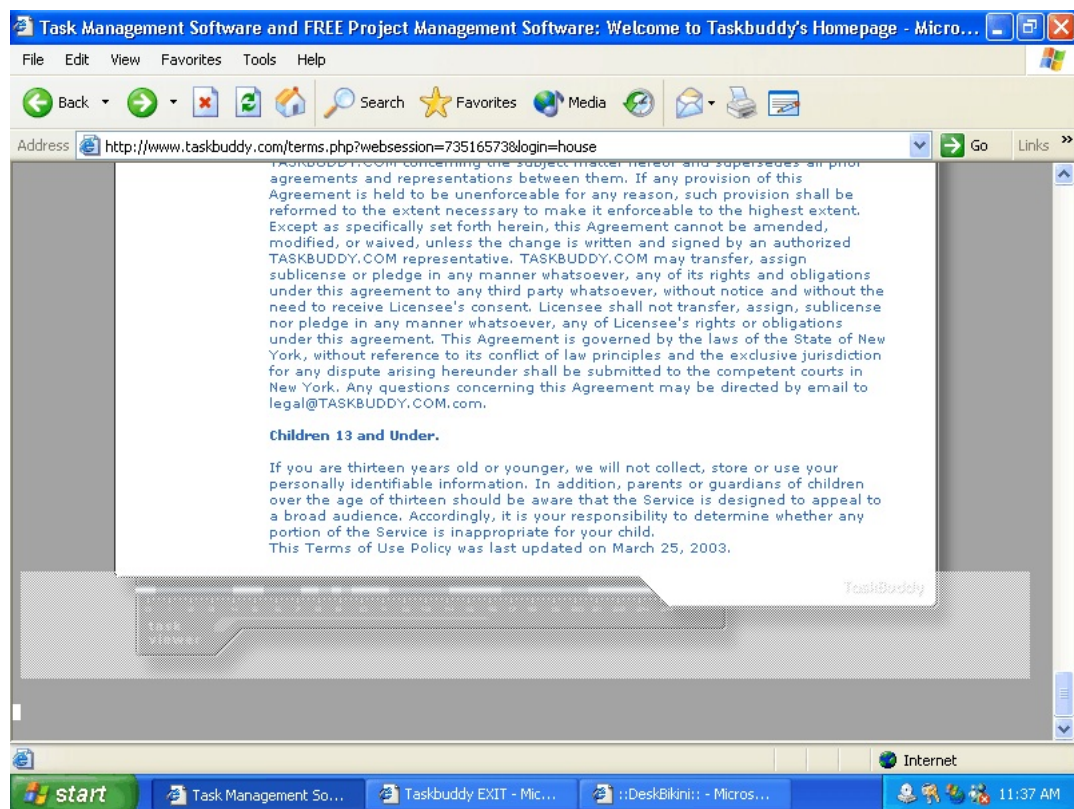 Task Management Software and FREE Project Management Software: Welcome to Taskbuddy's Homepage - Micro...
File Edit View Favorites Tools Help
Back Search Favorites Media
Address http://www.taskbuddy.com/terms.php?websession=73516573&login=house Go Links »
TASKBUDDY.COM concerning the subject matter hereof and supersedes all prior
agreements and representations between them. If any provision of this
Agreement is held to be unenforceable for any reason, such provision shall be
reformed to the extent necessary to make it enforceable to the highest extent.
Except as specifically set forth herein, this Agreement cannot be amended,
modified, or waived, unless the change is written and signed by an authorized
TASKBUDDY.COM representative. TASKBUDDY.COM may transfer, assign
sublicense or pledge in any manner whatsoever, any of its rights and obligations
under this agreement to any third party whatsoever, without notice and without the
need to receive Licensee's consent. Licensee shall not transfer, assign, sublicense
nor pledge in any manner whatsoever, any of Licensee's rights or obligations
under this agreement. This Agreement is governed by the laws of the State of New
York, without reference to its conflict of law principles and the exclusive jurisdiction
for any dispute arising hereunder shall be submitted to the competent courts in
New York. Any questions concerning this Agreement may be directed by email to
legal@TASKBUDDY.COM.com.
Children 13 and Under.
If you are thirteen years old or younger, we will not collect, store or use your
personally identifiable information. In addition, parents or guardians of children
over the age of thirteen should be aware that the Service is designed to appeal to
a broad audience. Accordingly, it is your responsibility to determine whether any
portion of the Service is inappropriate for your child.
This Terms of Use Policy was last updated on March 25, 2003.
TaskBuddy
task
viewer
Internet
start Task Management So... Taskbuddy EXIT - Mic... ::DeskBikini:: - Micros... 11:37 AM